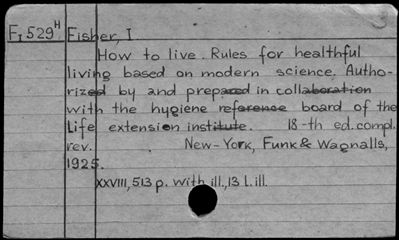 3
Fı 529ᴴ Fisher, I
How to live. Rules for healthful
living based on modern science. Autho-
rized by and prepared in collaboration
with the hygiene reference board of the
Life extension institute. 18-th ed. compl.
rev. New-York, Funk & Wagnalls,
1925.
XXVIII, 513 p. with ill., 13 l. ill.